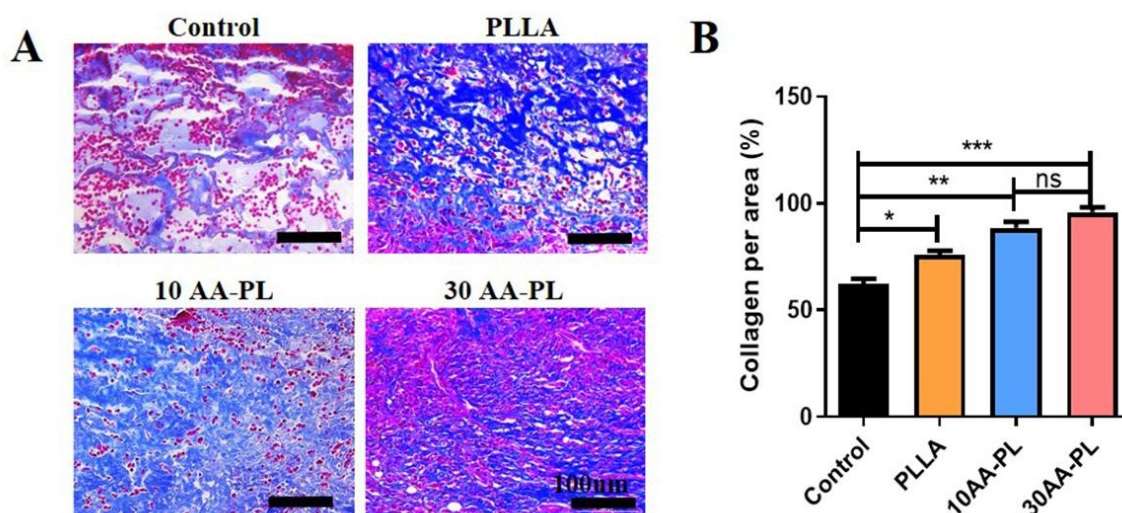 A
Control
PLLA
10 AA-PL
30 AA-PL
100um
B
Collagen per area (%)
150
100
50
0
***
**
ns
*
Control
PLLA
10AA-PL
30AA-PL